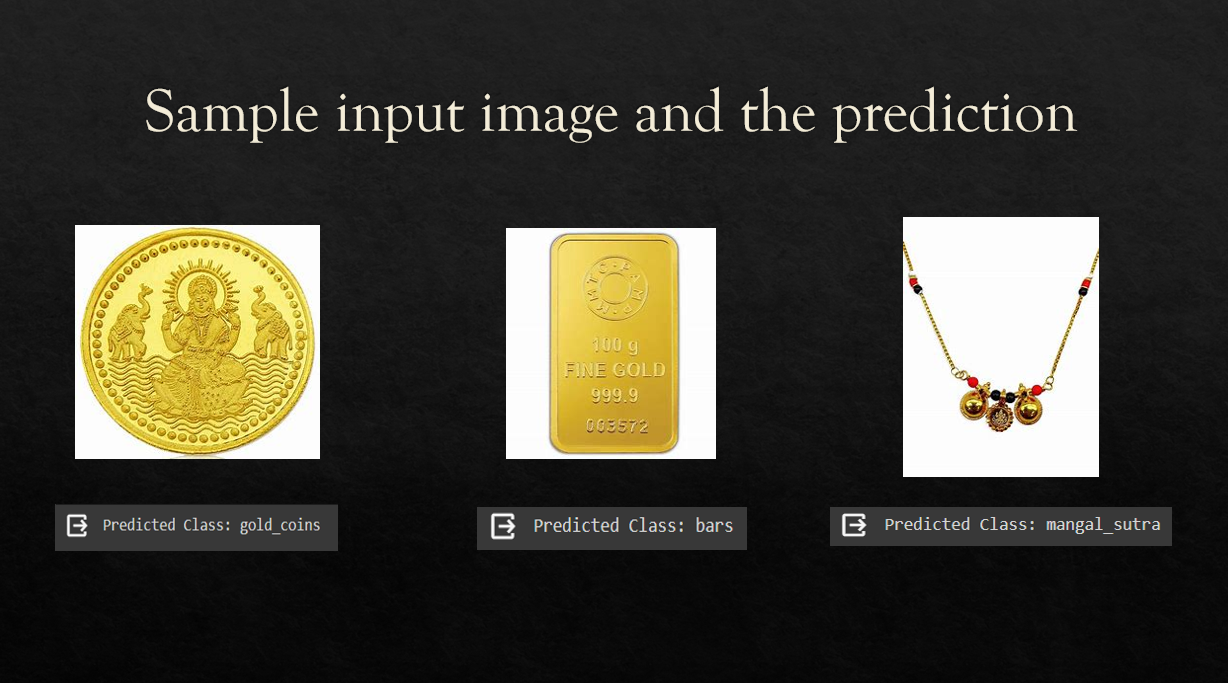 Sample input image and the prediction
100 g
FINE GOLD
999.9
003572
Predicted Class: gold_coins
Predicted Class: bars
Predicted Class: mangal_sutra